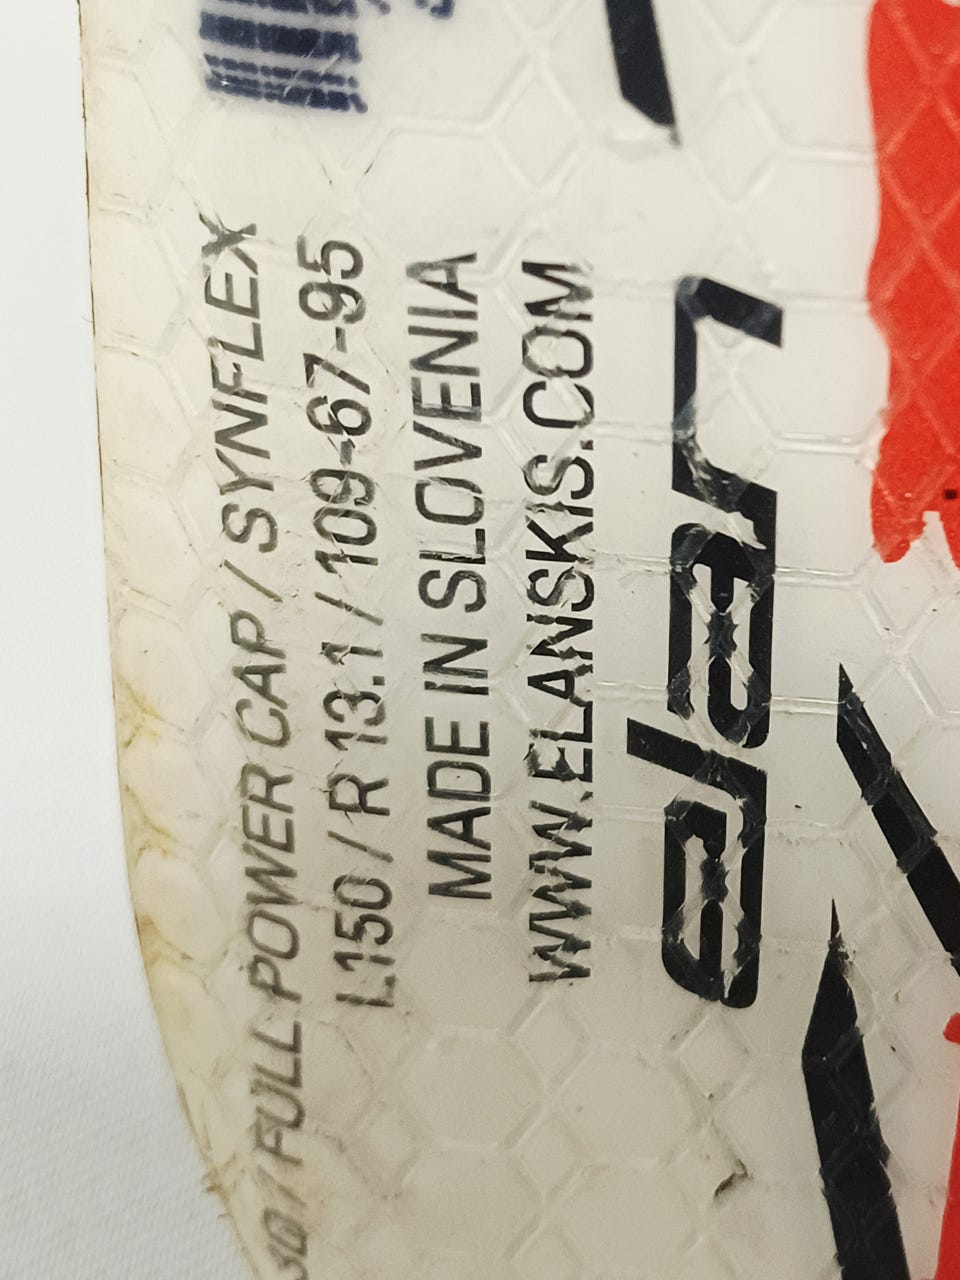 / FULL POWER CAP / SYNFLEX
L150 / R 13.1 / 109-67-95
MADE IN SLOVENIA
WWW.ELANSKIS.COM
elan